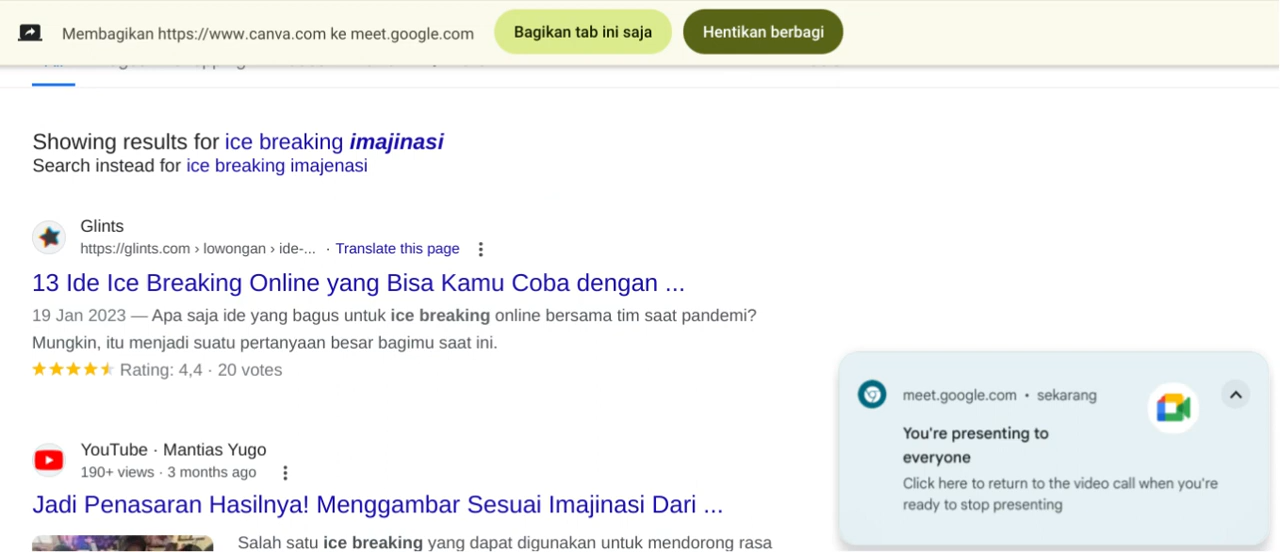 Membagikan https://www.canva.com ke meet.google.com
Bagikan tab ini saja
Hentikan berbagi
Showing results for ice breaking imajinasi
Search instead for ice breaking imajenasi
Glints
https://glints.com › lowongan › ide-... · Translate this page
13 Ide Ice Breaking Online yang Bisa Kamu Coba dengan ...
19 Jan 2023 — Apa saja ide yang bagus untuk ice breaking online bersama tim saat pandemi?
Mungkin, itu menjadi suatu pertanyaan besar bagimu saat ini.
Rating: 4,4 · 20 votes
YouTube · Mantias Yugo
190+ views · 3 months ago
Jadi Penasaran Hasilnya! Menggambar Sesuai Imajinasi Dari ...
Salah satu ice breaking yang dapat digunakan untuk mendorong rasa
meet.google.com • sekarang
You're presenting to
everyone
Click here to return to the video call when you're
ready to stop presenting